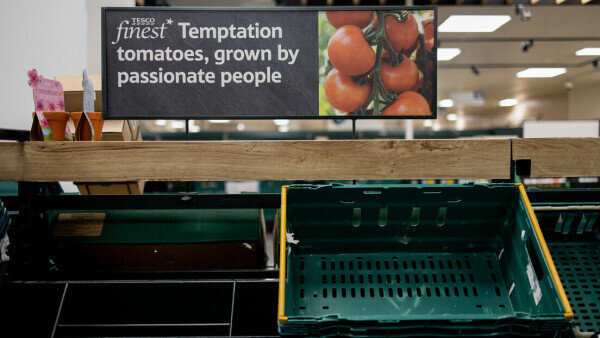 TESCO
finest* Temptation
tomatoes, grown by
passionate people